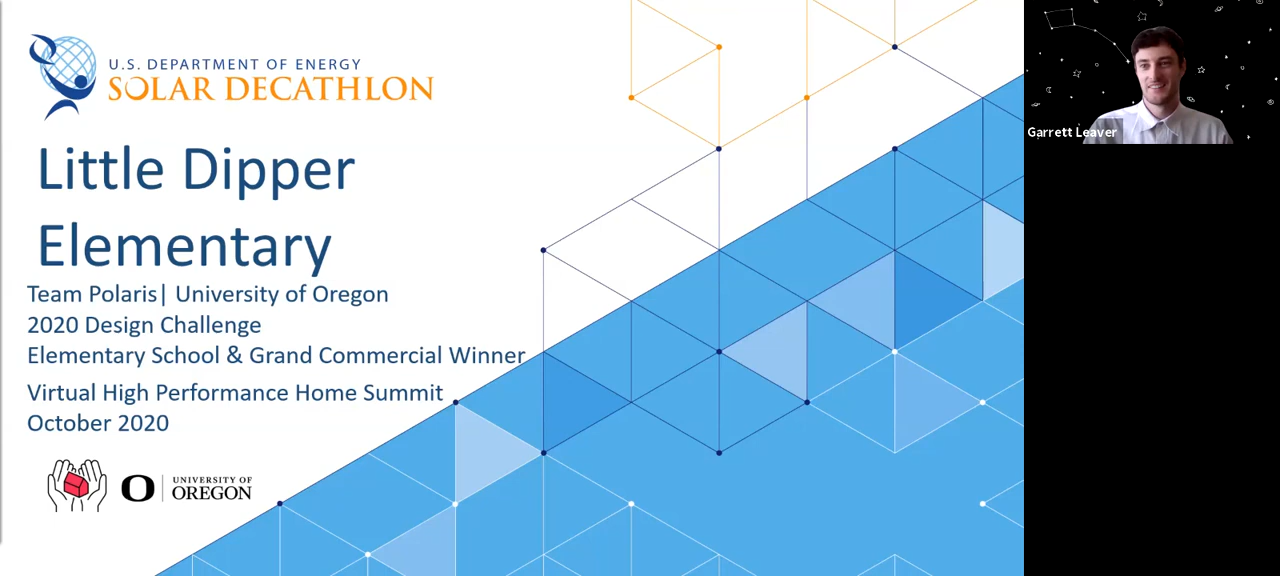 U.S. DEPARTMENT OF ENERGY
SOLAR DECATHLON
Little Dipper
Elementary
Team Polaris| University of Oregon
2020 Design Challenge
Elementary School & Grand Commercial Winner
Virtual High Performance Home Summit
October 2020
O
UNIVERSITY OF
OREGON
Garrett Leaver